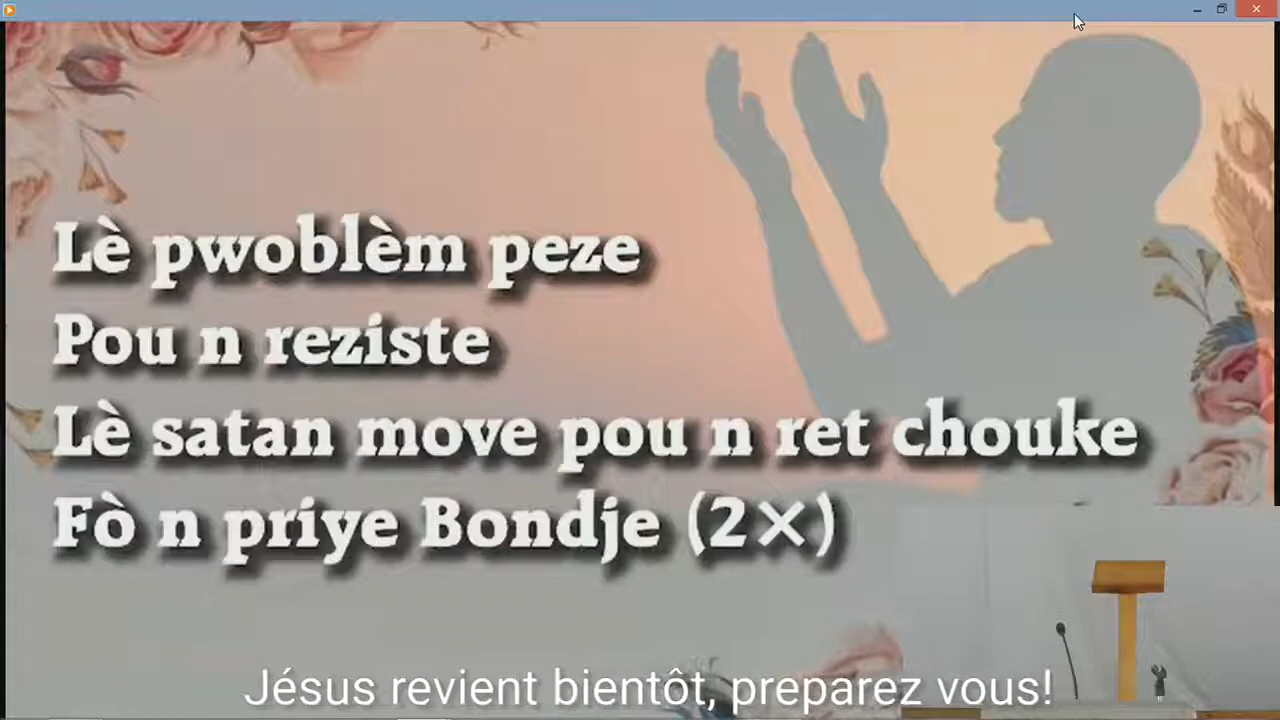 Lè pwoblèm peze
Pou n reziste
Lè satan move pou n ret chouke
Fò n priye Bondje (2×)
Jésus revient bientôt, preparez vous!